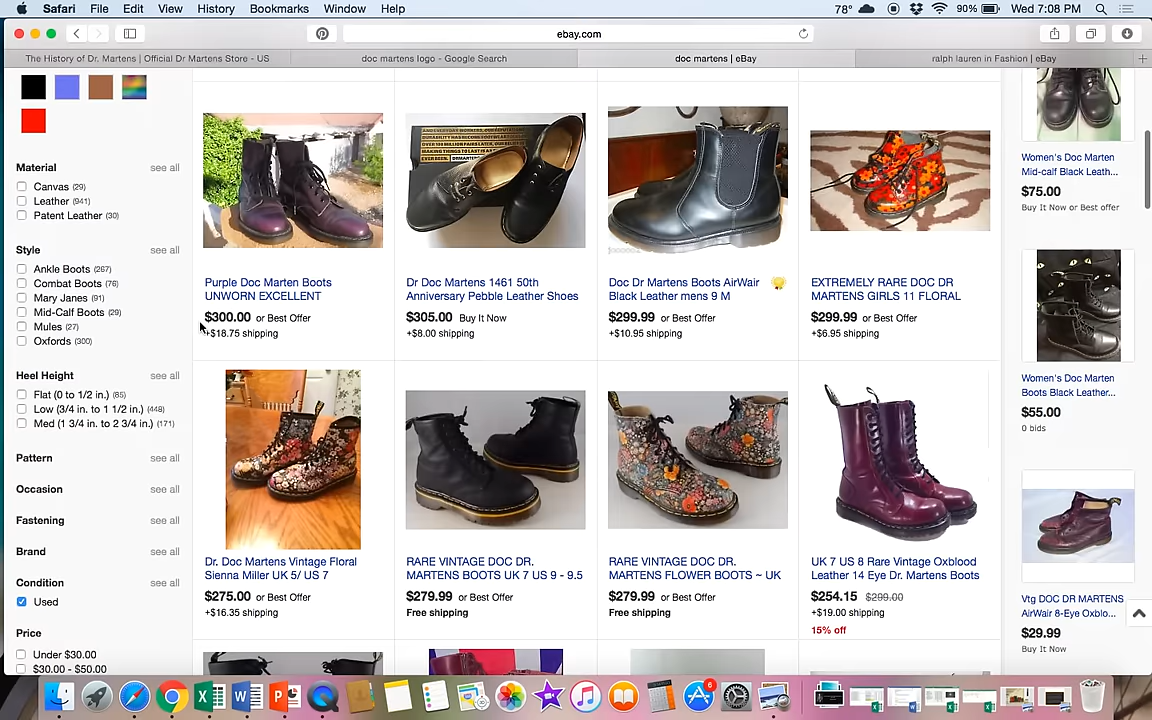 Safari File Edit View History Bookmarks Window Help 78° 90% Wed 7:08 PM
ebay.com
The History of Dr. Martens | Official Dr Martens Store - US
doc martens logo - Google Search
doc martens | eBay
ralph lauren in Fashion | eBay
Material see all
Canvas (29)
Leather (941)
Patent Leather (30)
Style see all
Ankle Boots (267)
Combat Boots (76)
Mary Janes (91)
Mid-Calf Boots (29)
Mules (27)
Oxfords (300)
Heel Height see all
Flat (0 to 1/2 in.) (85)
Low (3/4 in. to 1 1/2 in.) (448)
Med (1 3/4 in. to 2 3/4 in.) (171)
Pattern see all
Occasion see all
Fastening see all
Brand see all
Condition see all
Used
Price see all
Under $30.00
$30.00 - $50.00
Purple Doc Marten Boots
UNWORN EXCELLENT
$300.00 or Best Offer
+$18.75 shipping
Dr Doc Martens 1461 50th
Anniversary Pebble Leather Shoes
$305.00 Buy It Now
+$8.00 shipping
Doc Dr Martens Boots AirWair
Black Leather mens 9 M
$299.99 or Best Offer
+$10.95 shipping
EXTREMELY RARE DOC DR
MARTENS GIRLS 11 FLORAL
$299.99 or Best Offer
+$6.95 shipping
Dr. Doc Martens Vintage Floral
Sienna Miller UK 5/ US 7
$275.00 or Best Offer
+$16.35 shipping
RARE VINTAGE DOC DR.
MARTENS BOOTS UK 7 US 9 - 9.5
$279.99 or Best Offer
Free shipping
RARE VINTAGE DOC DR.
MARTENS FLOWER BOOTS ~ UK
$279.99 or Best Offer
Free shipping
UK 7 US 8 Rare Vintage Oxblood
Leather 14 Eye Dr. Martens Boots
$254.15 $299.00
+$19.00 shipping
15% off
Women's Doc Marten
Mid-calf Black Leath...
$75.00
Buy It Now or Best offer
Women's Doc Marten
Boots Black Leather...
$55.00
0 bids
Vtg DOC DR MARTENS
AirWair 8-Eye Oxblo...
$29.99
Buy It Now
6